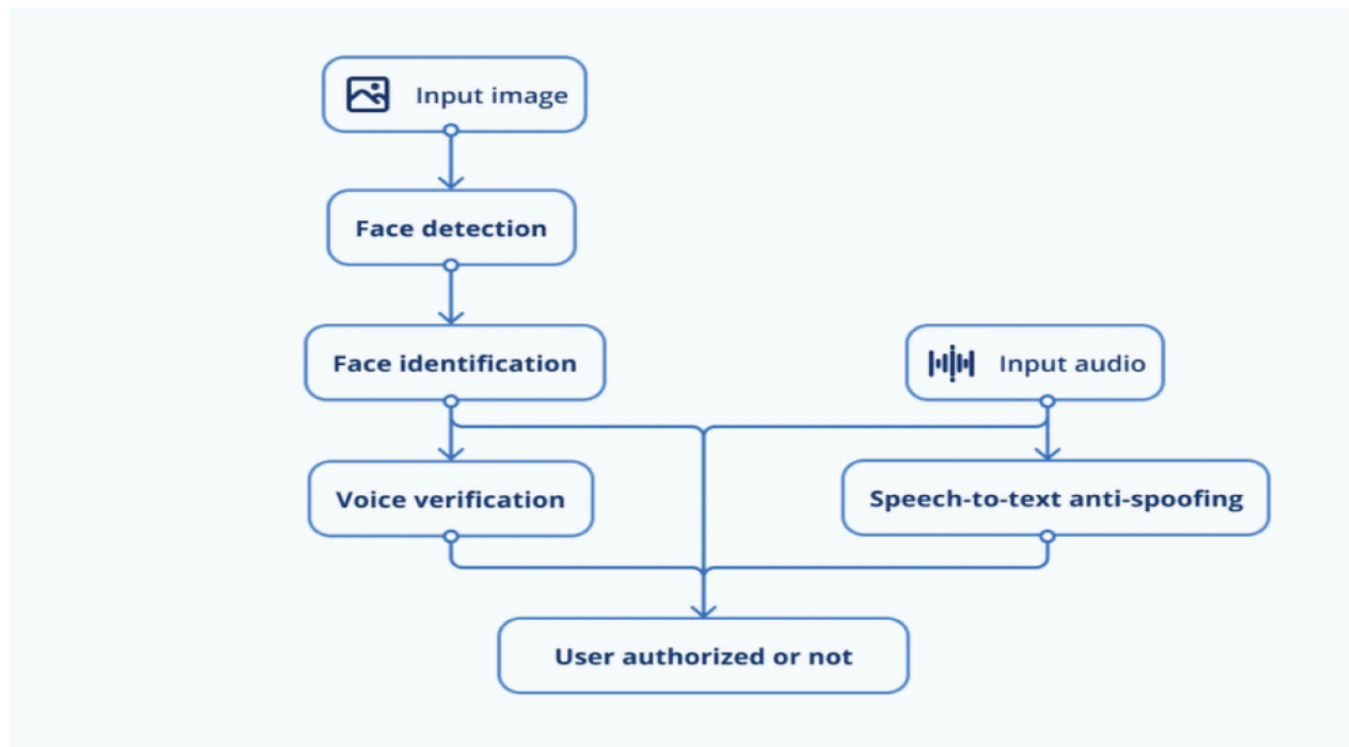 Input image
Face detection
Face identification
Input audio
Voice verification
Speech-to-text anti-spoofing
User authorized or not